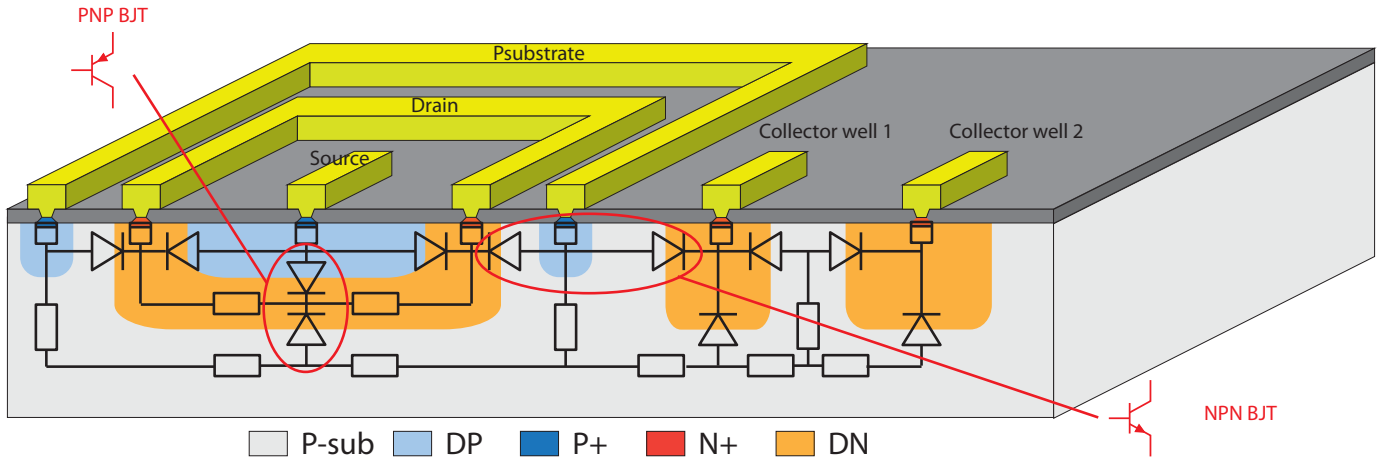 PNP BJT
Psubstrate
Drain
Source
Collector well 1
Collector well 2
NPN BJT
P-sub
DP
P+
N+
DN